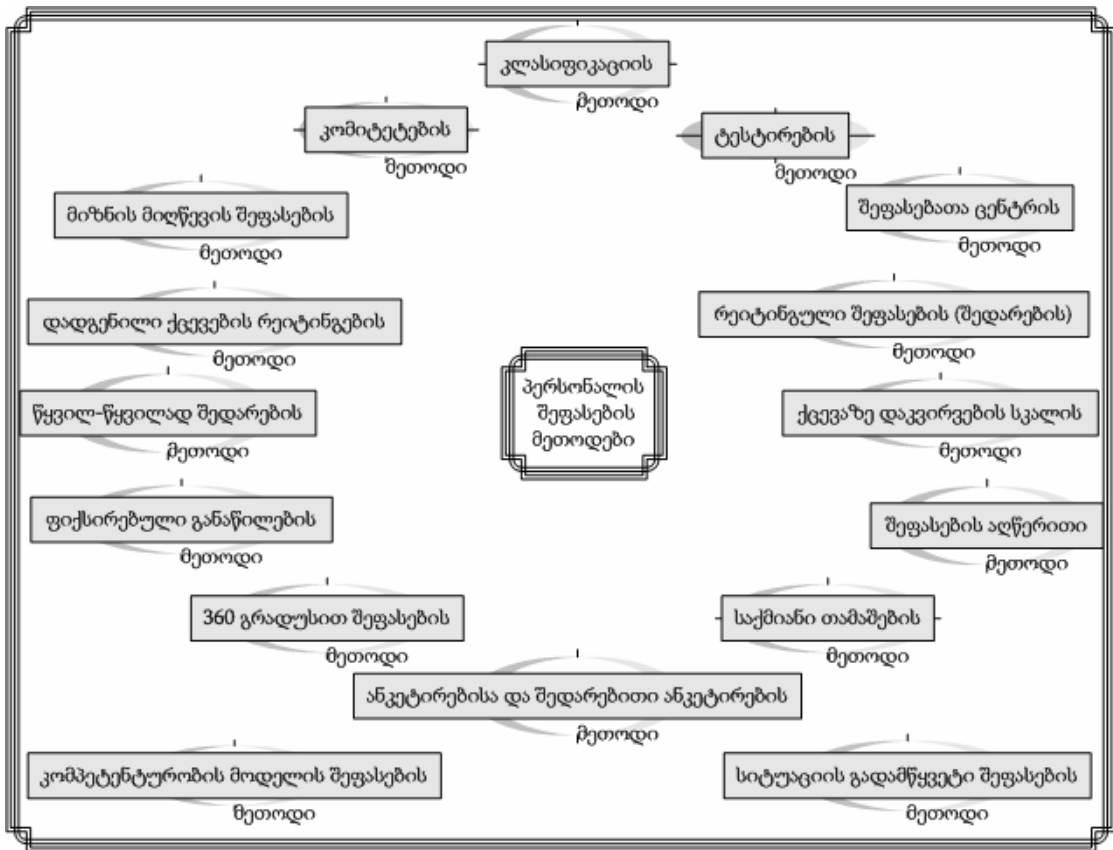 კლასიფიკაციის
მეთოდი
კომიტეტების
მეთოდი
ტესტირების
მეთოდი
მიზნის მიღწევის შეფასების
მეთოდი
შეფასებათა ცენტრის
მეთოდი
დადგენილი ქცევების რეიტინგების
მეთოდი
რეიტინგული შეფასების (შედარების)
მეთოდი
პერსონალის
შეფასების
მეთოდები
წყვილ-წყვილად შედარების
მეთოდი
ქცევაზე დაკვირვების სკალის
მეთოდი
ფიქსირებული განაწილების
მეთოდი
შეფასების აღწერითი
მეთოდი
360 გრადუსით შეფასების
მეთოდი
საქმიანი თამაშების
მეთოდი
ანკეტირებისა და შედარებითი ანკეტირების
მეთოდი
კომპეტენტურობის მოდელის შეფასების
მეთოდი
სიტუაციის გადამწყვეტი შეფასების
მეთოდი